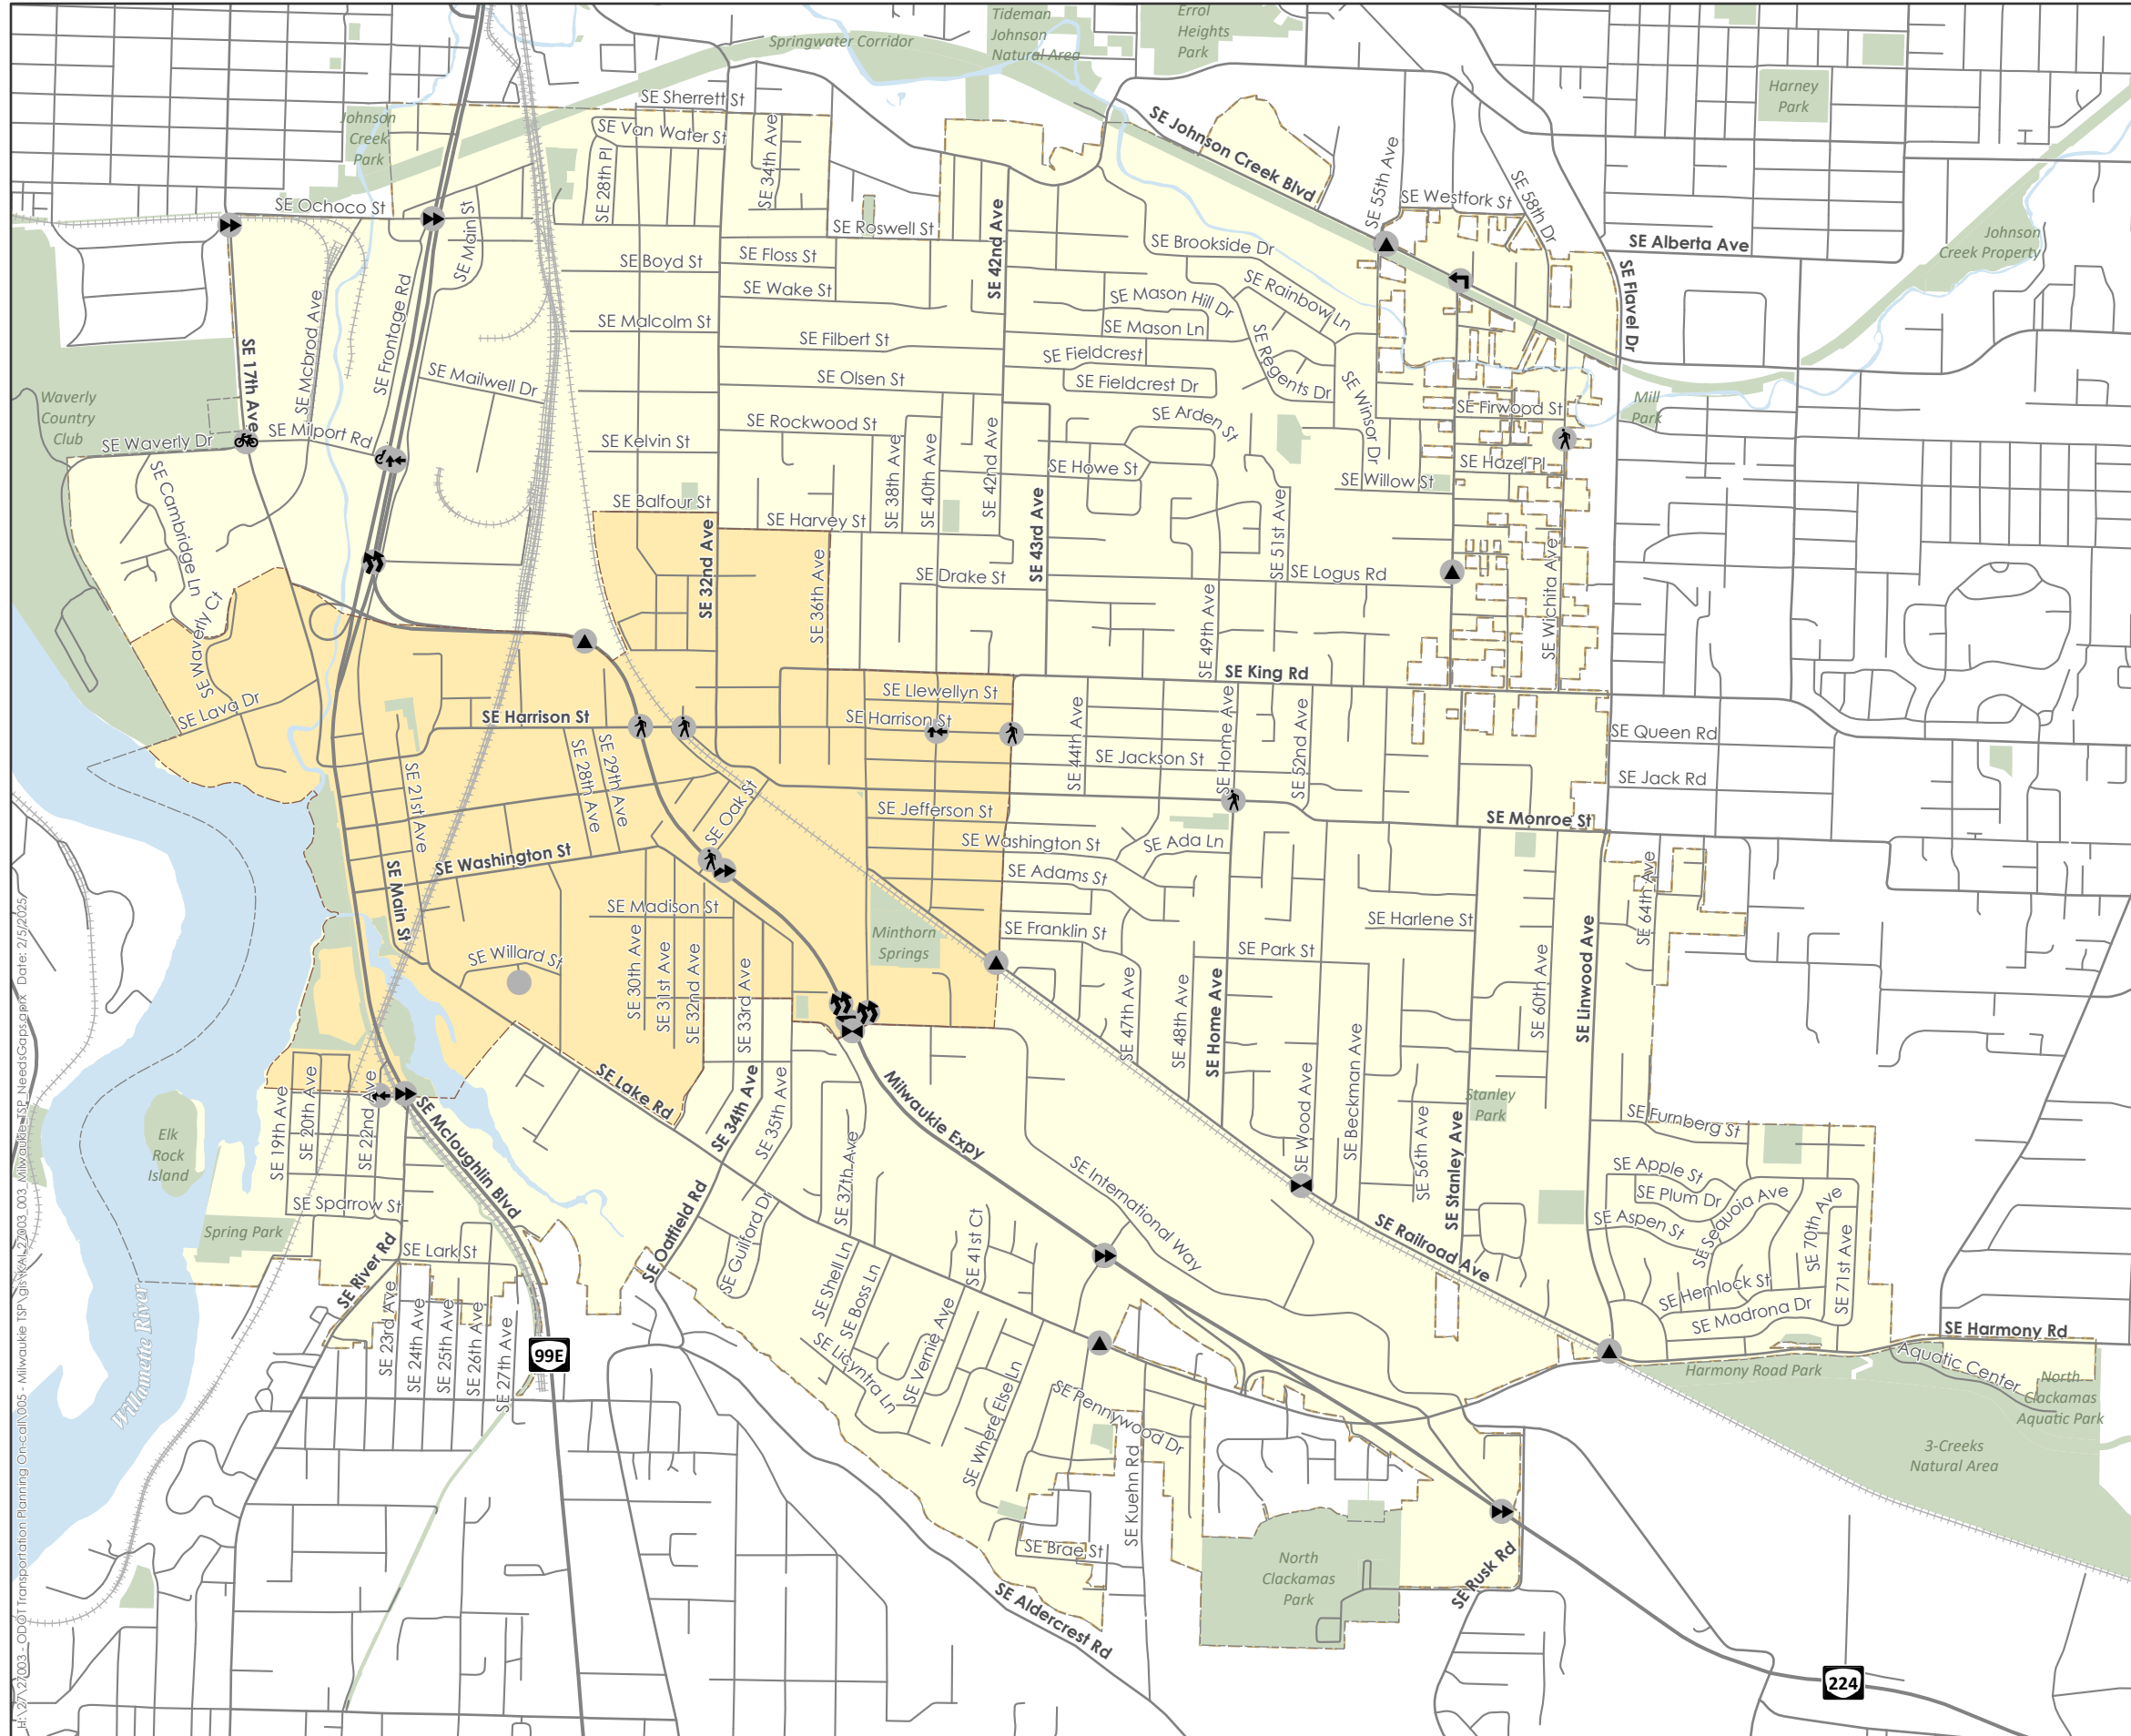 Tideman
Johnson
Natural Area
Errol
Heights
Park
Springwater Corridor
Harney
Park
SE Sherrett St
Johnson
Creek
Park
SE Van Water St
SE 34th Ave
SE 28th Pl
SE Johnson Creek Blvd
SE 55th Ave
SE Westfork St
SE 58th Dr
SE Ochoco St
SE Main St
SE Roswell St
SE 42nd Ave
SE Brookside Dr
SE Alberta Ave
Johnson
Creek Property
SE Boyd St
SE Floss St
SE Wake St
SE Mason Hill Dr
SE Rainbow Ln
SE Flavel Dr
SE Malcolm St
SE Filbert St
SE Mason Ln
SE 17th Ave
SE Mcbrod Ave
SE Frontage Rd
SE Mailwell Dr
SE Olsen St
SE Fieldcrest
SE Fieldcrest Dr
SE Regents Dr
SE Winsor Dr
Waverly
Country
Club
SE Waverly Dr
SE Milport Rd
SE Kelvin St
SE Rockwood St
SE 38th Ave
SE 40th Ave
SE 42nd Ave
SE Arden St
SE Howe St
SE Firwood St
SE Hazel Pl
SE Willow St
Mill
Park
SE Cambridge Ln
SE Balfour St
SE Harvey St
SE 32nd Ave
SE 36th Ave
SE Drake St
SE 43rd Ave
SE 51st Ave
SE Logus Rd
SE 49th Ave
SE Wichita Ave
SE Waverly Ct
SE Lava Dr
SE King Rd
SE Llewellyn St
SE Harrison St
SE Harrison St
SE 44th Ave
SE Home Ave
SE 52nd Ave
SE Queen Rd
SE Jackson St
SE Jack Rd
SE 21st Ave
SE 28th Ave
SE 29th Ave
SE Oak St
SE Jefferson St
SE Monroe St
SE Washington St
SE Washington St
SE Ada Ln
SE Adams St
SE 64th Ave
SE Main St
SE Madison St
SE Franklin St
SE Harlene St
SE Linwood Ave
Minthorn
Springs
SE Willard St
SE Park St
SE 30th Ave
SE 31st Ave
SE 32nd Ave
SE 33rd Ave
SE 47th Ave
SE 48th Ave
SE Home Ave
SE 60th Ave
SE Lake Rd
SE 34th Ave
SE 35th Ave
Milwaukie Expy
SE Wood Ave
SE Beckman Ave
SE 56th Ave
SE Stanley Ave
Stanley
Park
SE Furnberg St
SE 19th Ave
SE 20th Ave
SE 22nd Ave
SE Mcloughlin Blvd
Elk
Rock
Island
SE 37th Ave
SE International Way
SE Apple St
SE Plum Dr
SE Aspen St
SE Sequoia Ave
SE 70th Ave
SE 71st Ave
SE Sparrow St
Spring Park
SE Oatfield Rd
SE Guilford Dr
SE Railroad Ave
SE Lark St
SE River Rd
SE 41st Ct
SE Shell Ln
SE Boss Ln
SE Hemlock St
SE Madrona Dr
SE Harmony Rd
SE 23rd Ave
SE 24th Ave
SE 25th Ave
SE 26th Ave
SE 27th Ave
99E
SE Licyntra Ln
SE Vernie Ave
SE Where Else Ln
SE Pennywood Dr
Harmony Road Park
Aquatic Center
North
Clackamas
Aquatic Park
Willamette River
SE Kuehn Rd
3-Creeks
Natural Area
SE Brae St
North
Clackamas
Park
SE Rusk Rd
SE Aldercrest Rd
224
H:\27\27003 - ODOT Transportation Planning On-call\005 - Milwaukie TSP\gis\KAI_27003_003_Milwaukie_TSP_NeedsGaps.aprx Date: 2/5/2025